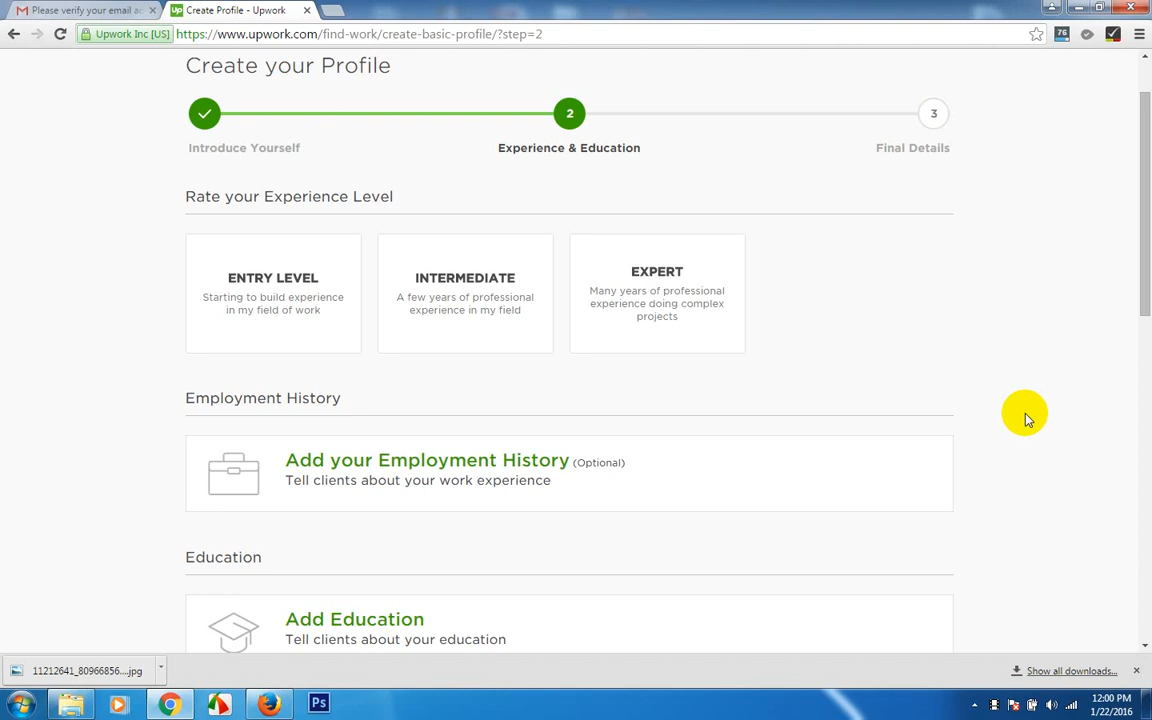 Please verify your email ac
Create Profile - Upwork
Upwork Inc [US]
https://www.upwork.com/find-work/create-basic-profile/?step=2
76
Create your Profile
2
3
Introduce Yourself
Experience & Education
Final Details
Rate your Experience Level
ENTRY LEVEL
Starting to build experience
in my field of work
INTERMEDIATE
A few years of professional
experience in my field
EXPERT
Many years of professional
experience doing complex
projects
Employment History
Add your Employment History (Optional)
Tell clients about your work experience
Education
Add Education
Tell clients about your education
11212641_80966856....jpg
Show all downloads...
Ps
12:00 PM
1/22/2016